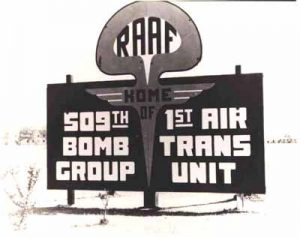 RAAF
HOME
OF
509TH
BOMB
GROUP
1ST AIR
TRANS
UNIT